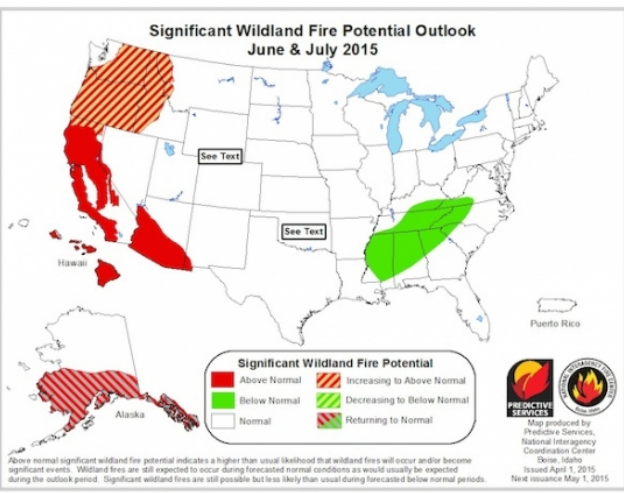 Significant Wildland Fire Potential Outlook
June & July 2015
See Text
See Text
Hawaii
Puerto Rico
Alaska
Significant Wildland Fire Potential
Above Normal
Increasing to Above Normal
Below Normal
Decreasing to Below Normal
Normal
Returning to Normal
PREDICTIVE
SERVICES
NATIONAL INTERAGENCY FIRE CENTER
Boise, Idaho
Map produced by
Predictive Services,
National Interagency
Coordination Center
Boise, Idaho
Issued April 1, 2015
Next issuance May 1, 2015
Above normal significant wildland fire potential indicates a higher than usual likelihood that wildland fires will occur and/or become
significant events. Wildland fires are still expected to occur during forecasted normal conditions as would usually be expected
during the outlook period. Significant wildland fires are still possible but less likely than usual during forecasted below normal periods.